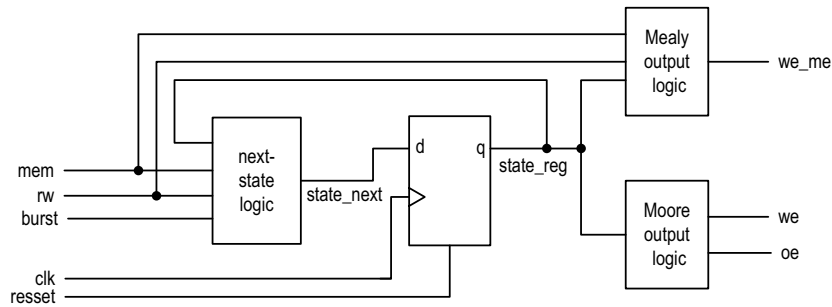 Mealy
output
logic
we_me
next-
state
logic
d
q
mem
rw
burst
state_next
state_reg
Moore
output
logic
we
oe
clk
resset